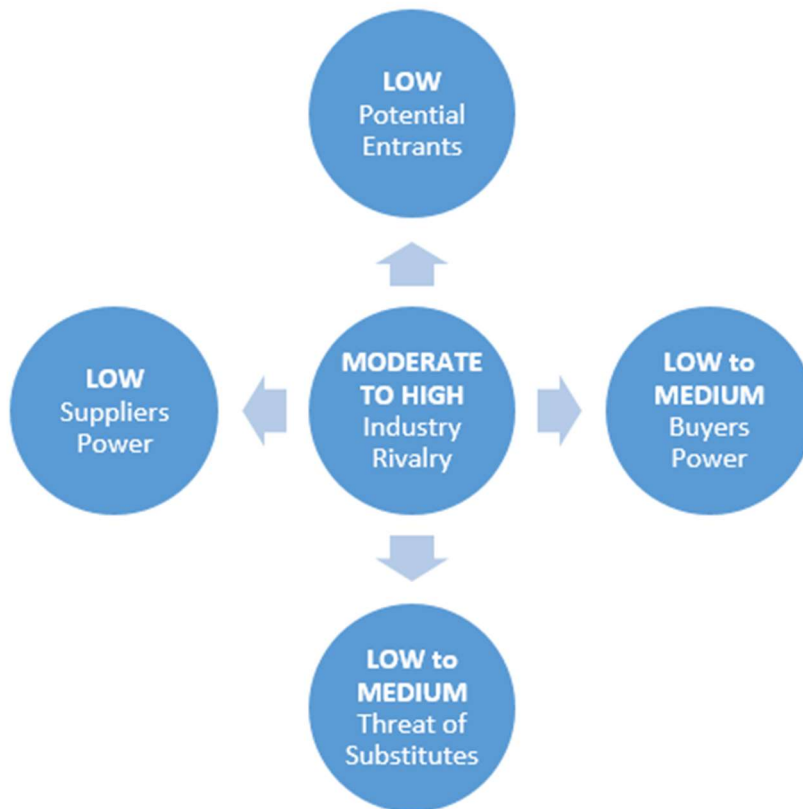 LOW
Potential
Entrants
LOW
Suppliers
Power
MODERATE
TO HIGH
Industry
Rivalry
LOW to
MEDIUM
Buyers
Power
LOW to
MEDIUM
Threat of
Substitutes